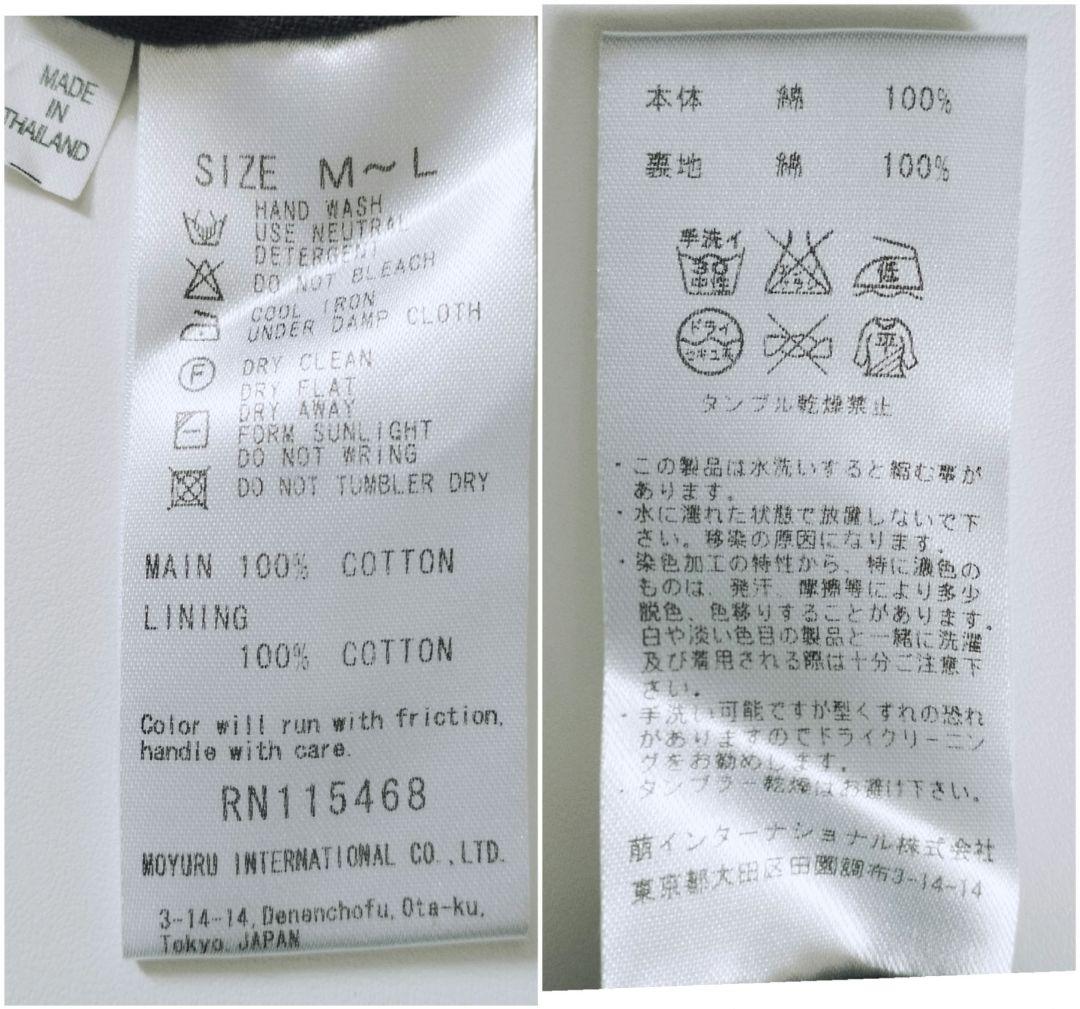 MADE
IN
THAILAND
SIZE M~L
HAND WASH
USE NEUTRAL
DETERGENT
DO NOT BLEACH
COOL IRON
UNDER DAMP CLOTH
F
DRY CLEAN
DRY FLAT
DRY AWAY
FORM SUNLIGHT
DO NOT WRING
DO NOT TUMBLER DRY
MAIN 100% COTTON
LINING
100% COTTON
Color will run with friction,
handle with care.
RN115468
MOYURU INTERNATIONAL CO.,LTD.
3-14-14,Denenchofu,Ota-ku,
Tokyo.JAPAN
本体 綿 100%
裏地 綿 100%
手洗イ
30
中性
エンソ
サラシ
低
ドライ
セキユ系
平
タンブル乾燥禁止
・この製品は水洗いすると縮む事が
あります。
・水に濡れた状態で放置しないで下
さい。移染の原因になります。
・染色加工の特性から、特に濃色の
ものは、発汗、摩擦等により多少
脱色、色移りすることがあります。
白や淡い色目の製品と一緒に洗濯
及び着用される際は十分ご注意下
さい。
・手洗い可能ですが型くずれの恐れ
がありますのでドライクリーニン
グをお勧めします。
・タンブラー乾燥はお避け下さい。
萌インターナショナル株式会社
東京都大田区田園調布3-14-14